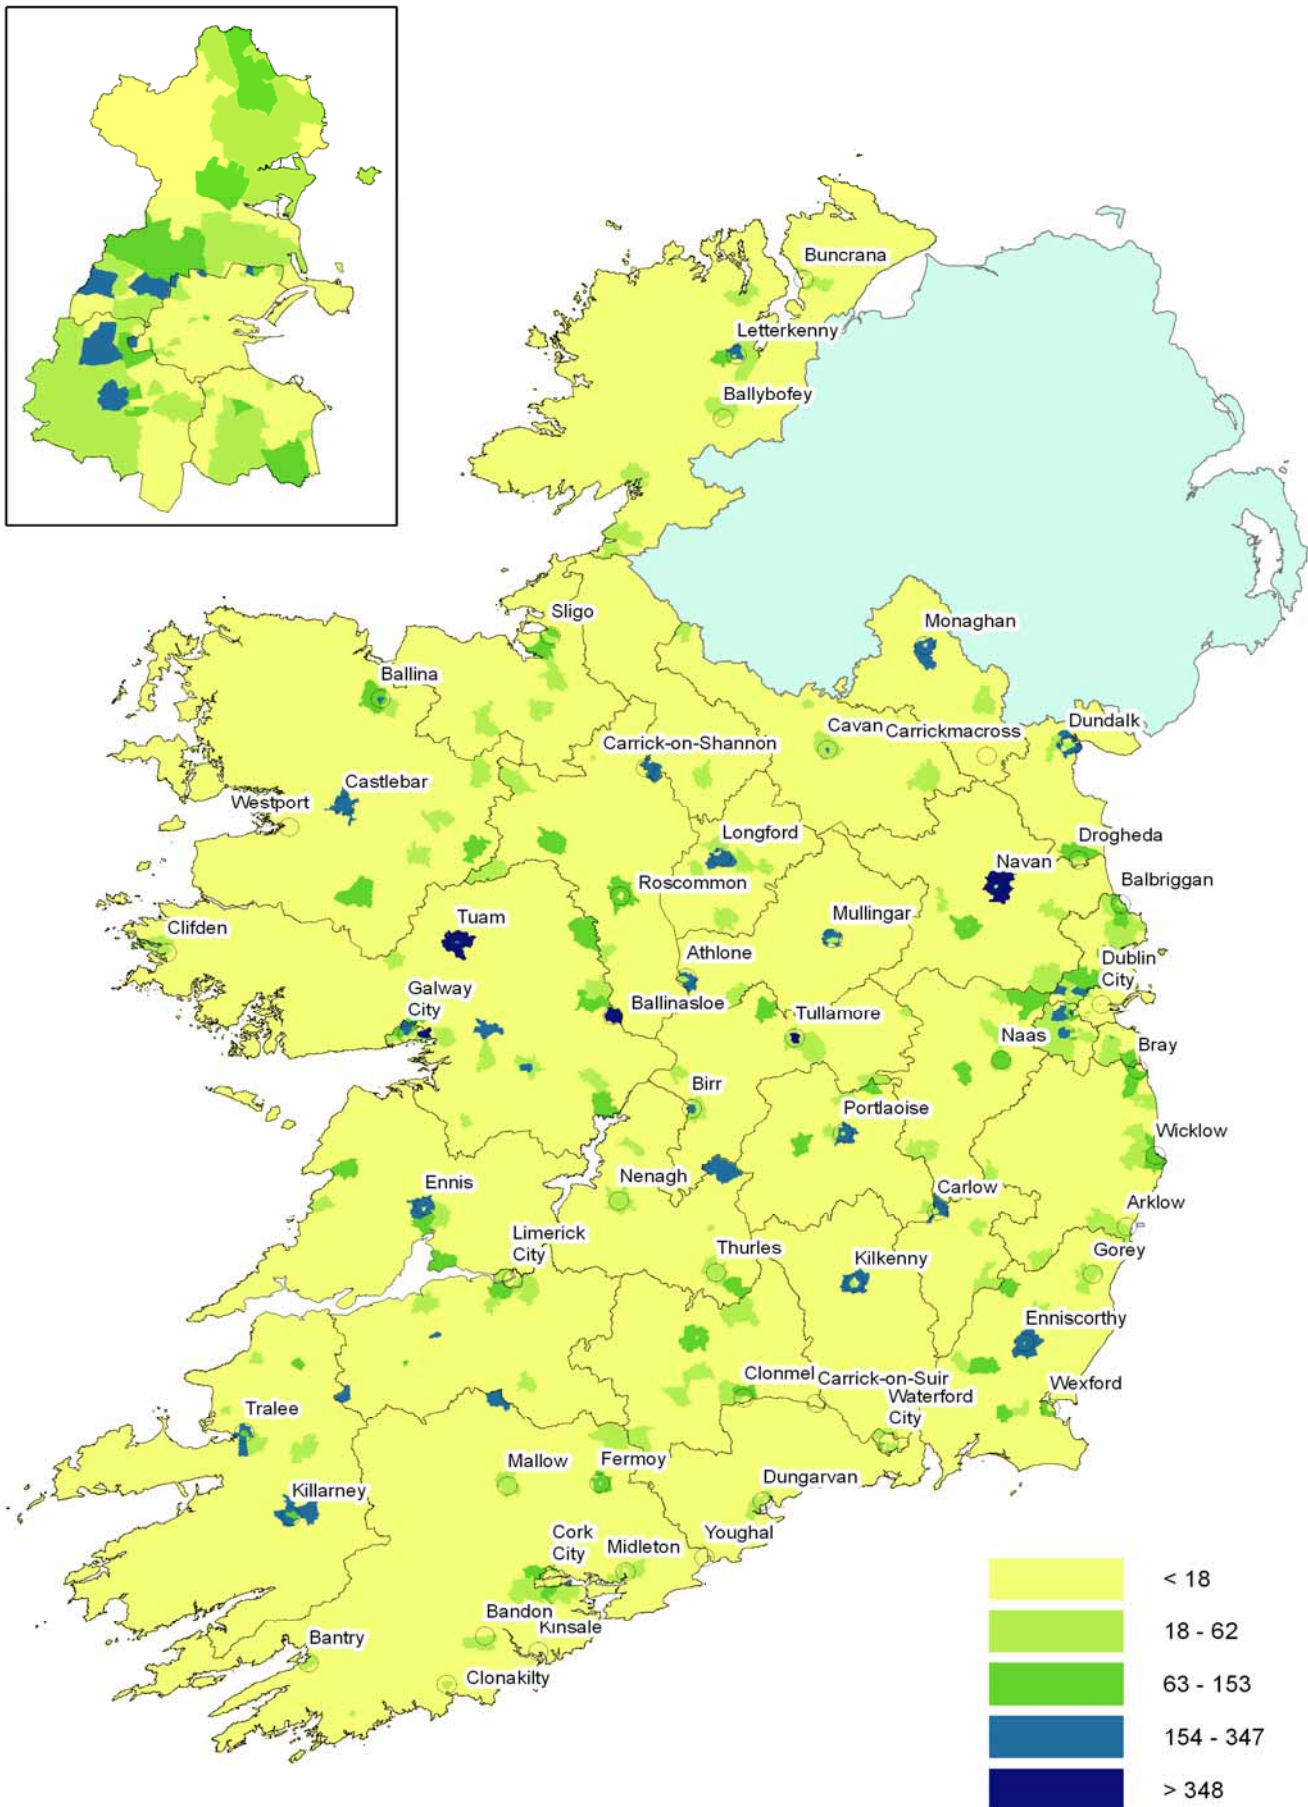 Buncrana
Letterkenny
Ballybofey
Sligo
Monaghan
Ballina
Cavan
Carrickmacross
Dundalk
Carrick-on-Shannon
Castlebar
Westport
Longford
Drogheda
Navan
Balbriggan
Roscommon
Tuam
Mullingar
Clifden
Athlone
Dublin
City
Galway
City
Ballinasloe
Tullamore
Naas
Bray
Birr
Portlaoise
Wicklow
Ennis
Nenagh
Carlow
Arklow
Limerick
City
Thurles
Kilkenny
Gorey
Enniscorthy
Clonmel
Carrick-on-Suir
Wexford
Waterford
City
Tralee
Mallow
Fermoy
Dungarvan
Killarney
Cork
City
Midleton
Youghal
Bandon
Kinsale
Bantry
Clonakilty
< 18
18 - 62
63 - 153
154 - 347
> 348